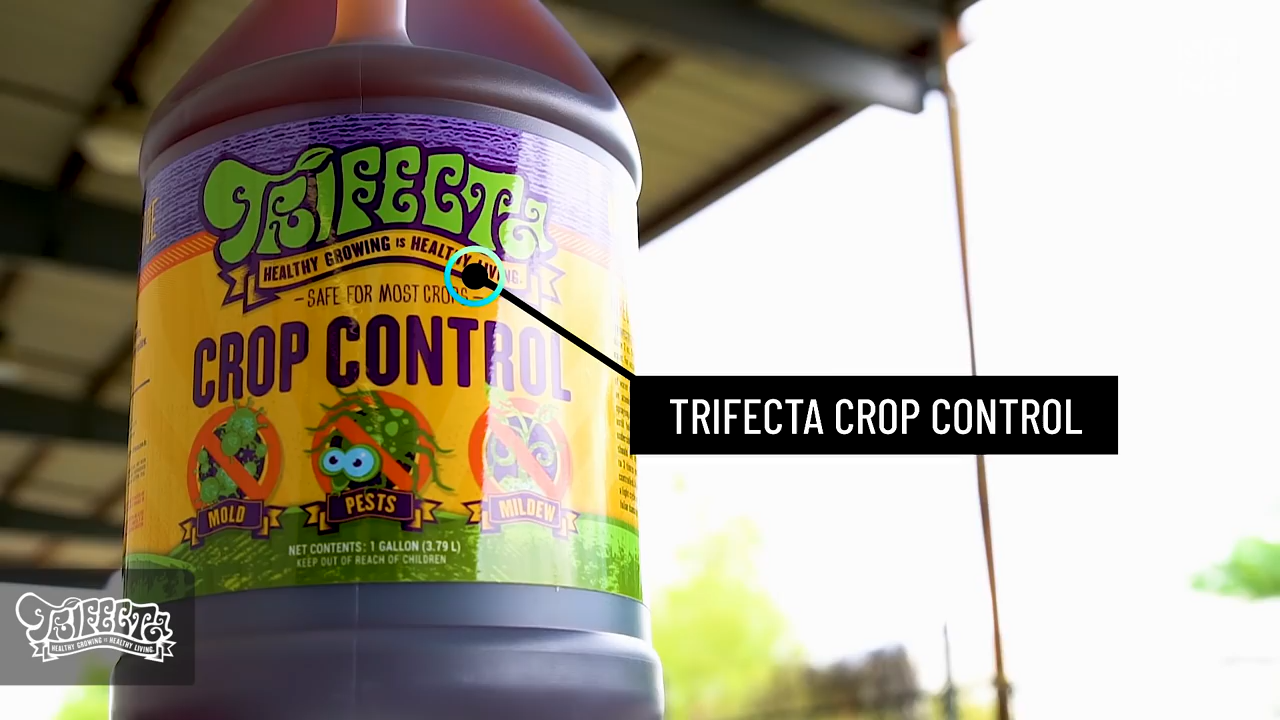 TRIFECTA
HEALTHY GROWING IS HEALTHY LIVING.
– SAFE FOR MOST CROPS –
CROP CONTROL
MOLD
PESTS
MILDEW
NET CONTENTS: 1 GALLON (3.79 L)
KEEP OUT OF REACH OF CHILDREN
TRIFECTA CROP CONTROL
TRIFECTA
HEALTHY GROWING IS HEALTHY LIVING.